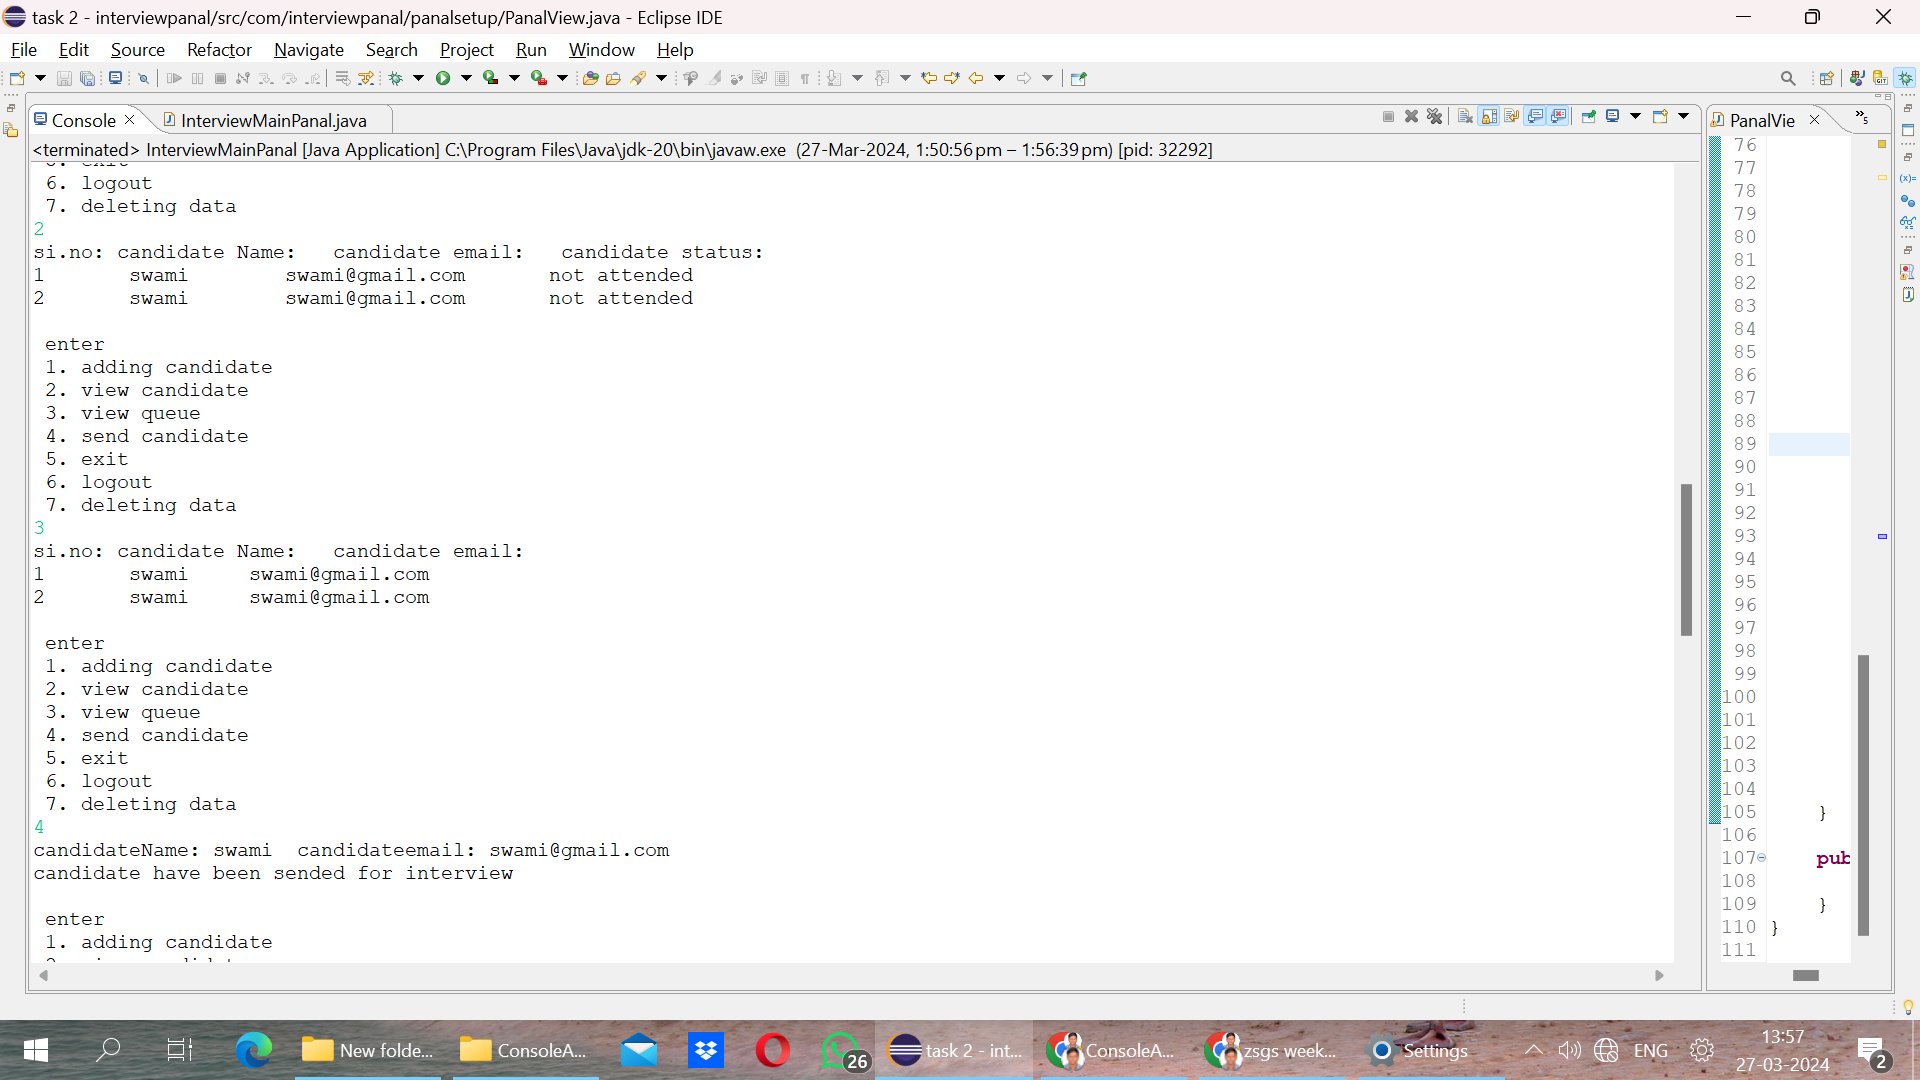 task 2 - interviewpanal/src/com/interviewpanal/panalsetup/PanalView.java - Eclipse IDE
File Edit Source Refactor Navigate Search Project Run Window Help
Console InterviewMainPanal.java
<terminated> InterviewMainPanal [Java Application] C:\Program Files\Java\jdk-20\bin\javaw.exe (27-Mar-2024, 1:50:56 pm – 1:56:39 pm) [pid: 32292]
6. logout
7. deleting data
2
si.no: candidate Name: candidate email: candidate status:
1 swami swami@gmail.com not attended
2 swami swami@gmail.com not attended
enter
1. adding candidate
2. view candidate
3. view queue
4. send candidate
5. exit
6. logout
7. deleting data
3
si.no: candidate Name: candidate email:
1 swami swami@gmail.com
2 swami swami@gmail.com
enter
1. adding candidate
2. view candidate
3. view queue
4. send candidate
5. exit
6. logout
7. deleting data
4
candidateName: swami candidateemail: swami@gmail.com
candidate have been sended for interview
enter
1. adding candidate
PanalVie
5
76
77
78
79
80
81
82
83
84
85
86
87
88
89
90
91
92
93
94
95
96
97
98
99
100
101
102
103
104
105 }
106
107 pub
108
109 }
110 }
111
New folde... ConsoleA... 26 task 2 - int... ConsoleA... zsgs week... Settings ENG 13:57
27-03-2024 2